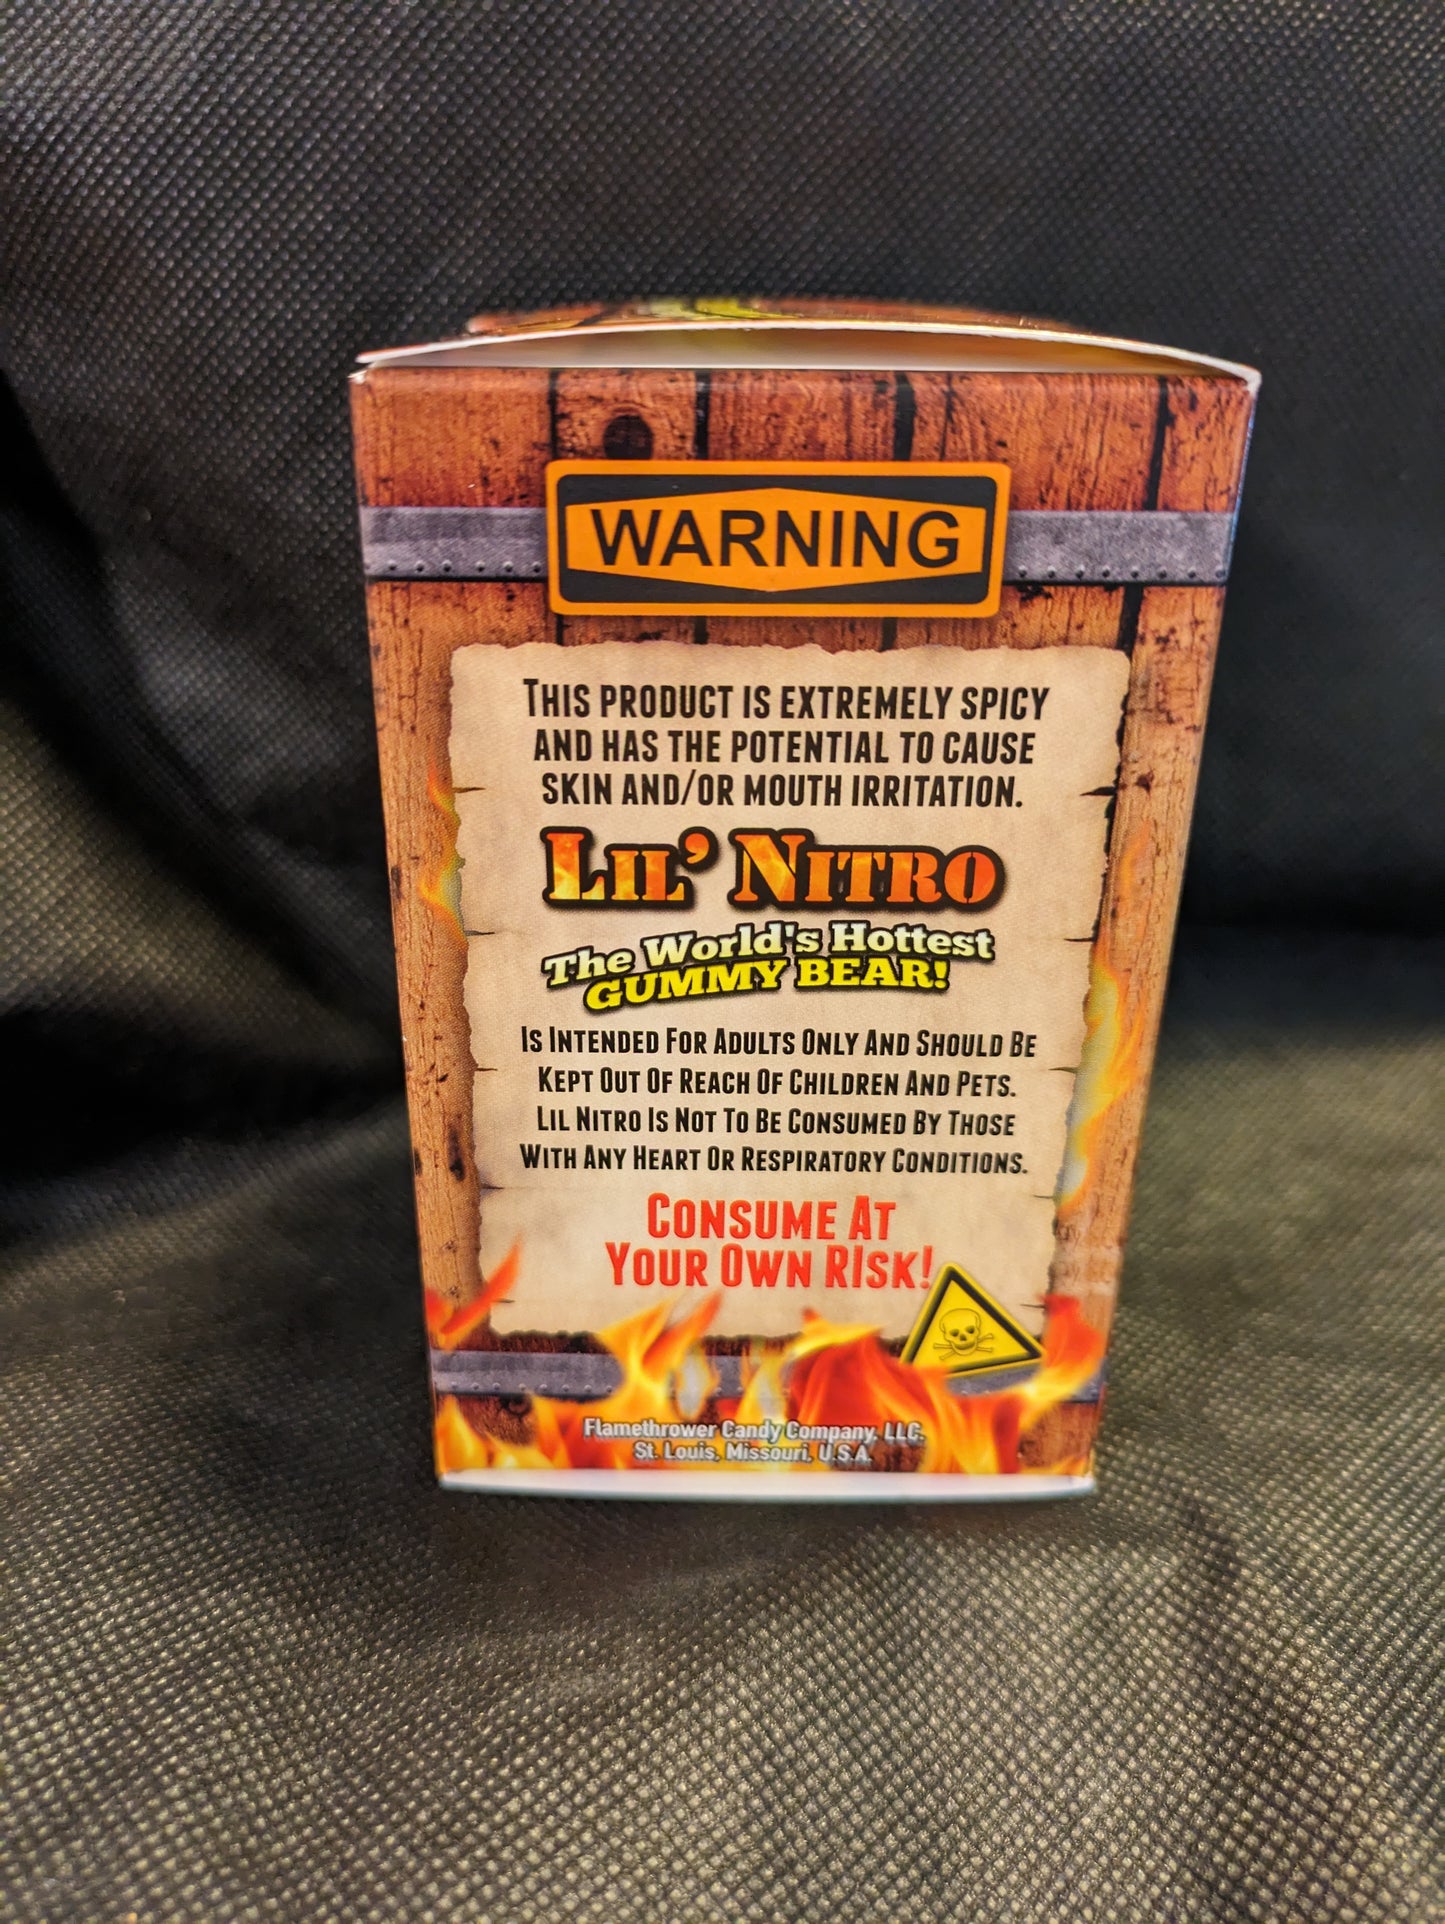 WARNING
THIS PRODUCT IS EXTREMELY SPICY
AND HAS THE POTENTIAL TO CAUSE
SKIN AND/OR MOUTH IRRITATION.
LIL' NITRO
The World's Hottest
GUMMY BEAR!
IS INTENDED FOR ADULTS ONLY AND SHOULD BE
KEPT OUT OF REACH OF CHILDREN AND PETS.
LIL NITRO IS NOT TO BE CONSUMED BY THOSE
WITH ANY HEART OR RESPIRATORY CONDITIONS.
CONSUME AT
YOUR OWN RISK!
Flamethrower Candy Company, LLC.
St. Louis, Missouri, U.S.A.